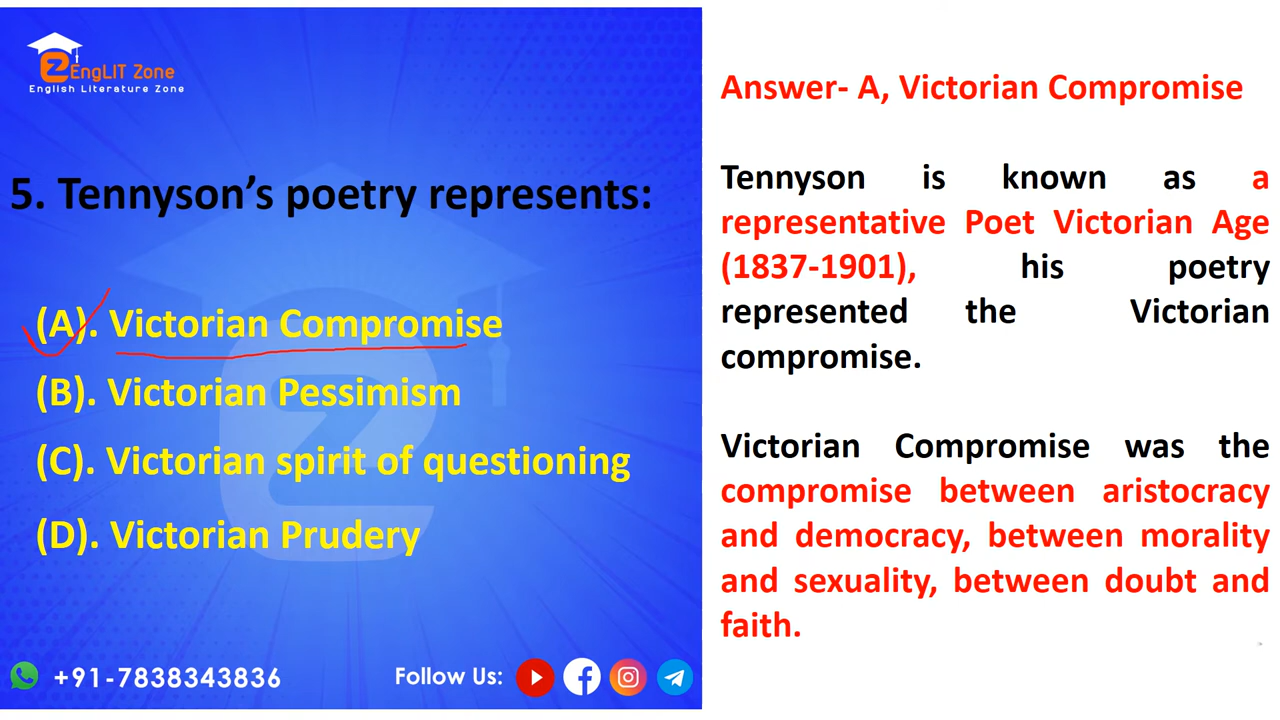 EngLIT Zone
English Literature Zone
5. Tennyson’s poetry represents:
(A). Victorian Compromise
(B). Victorian Pessimism
(C). Victorian spirit of questioning
(D). Victorian Prudery
+91-7838343836
Follow Us:
Answer- A, Victorian Compromise
Tennyson is known as a
representative Poet Victorian Age
(1837-1901), his poetry
represented the Victorian
compromise.
Victorian Compromise was the
compromise between aristocracy
and democracy, between morality
and sexuality, between doubt and
faith.